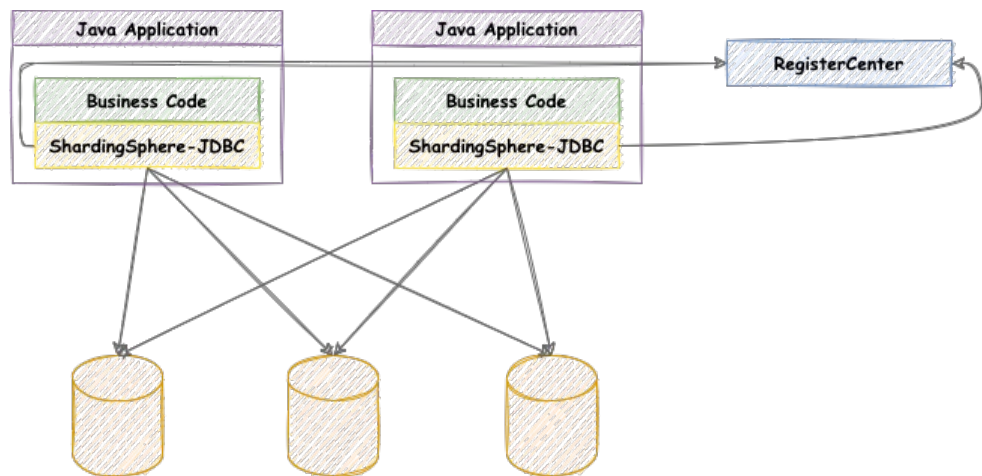 Java Application
Java Application
RegisterCenter
Business Code
Business Code
ShardingSphere-JDBC
ShardingSphere-JDBC